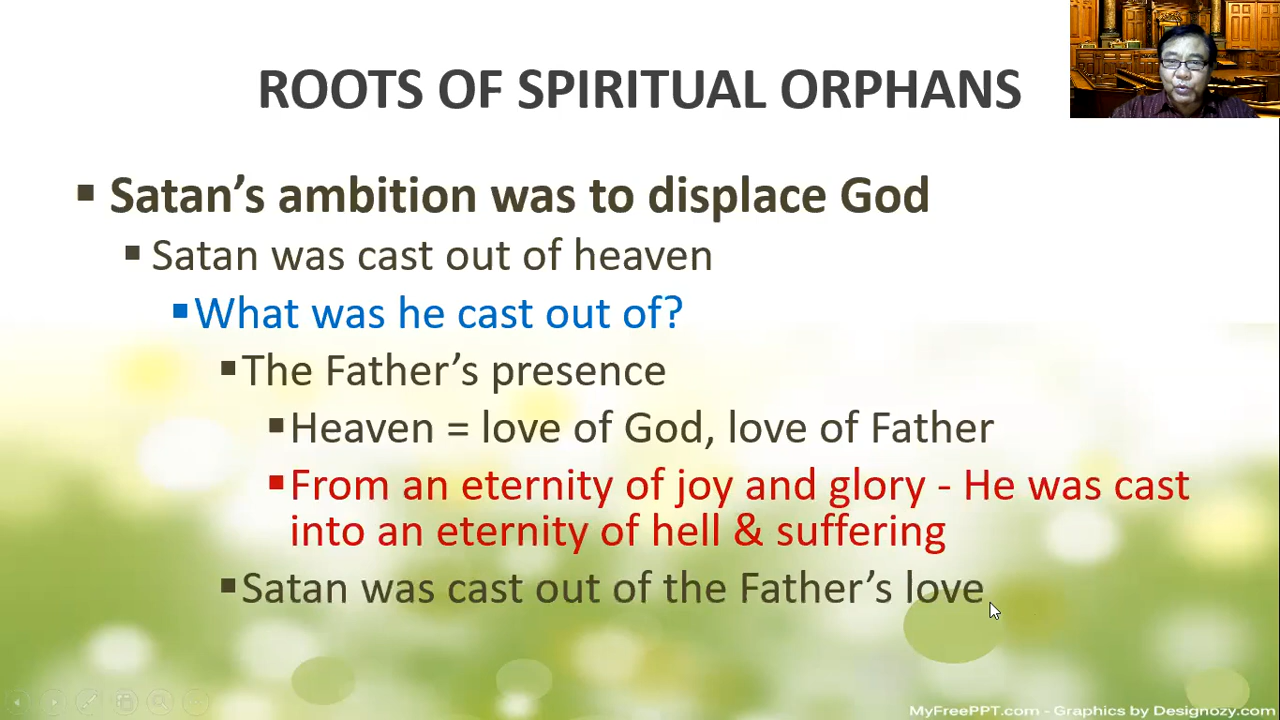 ROOTS OF SPIRITUAL ORPHANS
▪ Satan’s ambition was to displace God
▪ Satan was cast out of heaven
▪ What was he cast out of?
▪ The Father’s presence
▪ Heaven = love of God, love of Father
▪ From an eternity of joy and glory - He was cast
into an eternity of hell & suffering
▪ Satan was cast out of the Father’s love
MyFreePPT.com - Graphics by Designozy.com